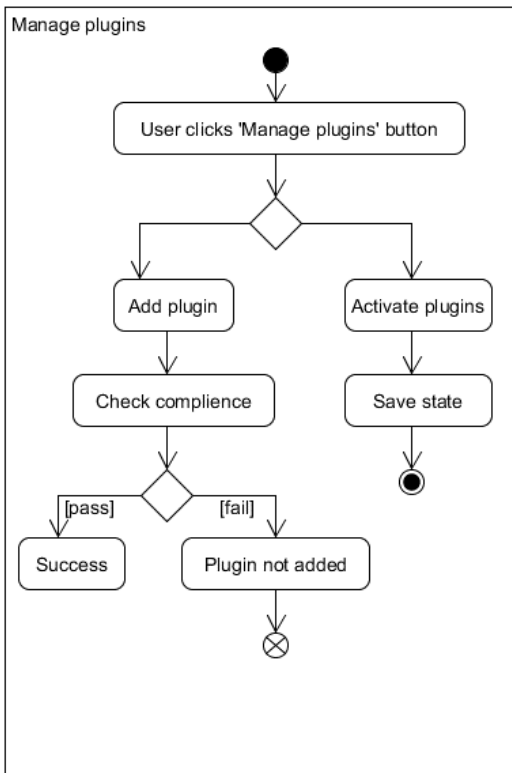 Manage plugins
User clicks 'Manage plugins' button
Add plugin
Activate plugins
Check complience
Save state
[pass]
[fail]
Success
Plugin not added